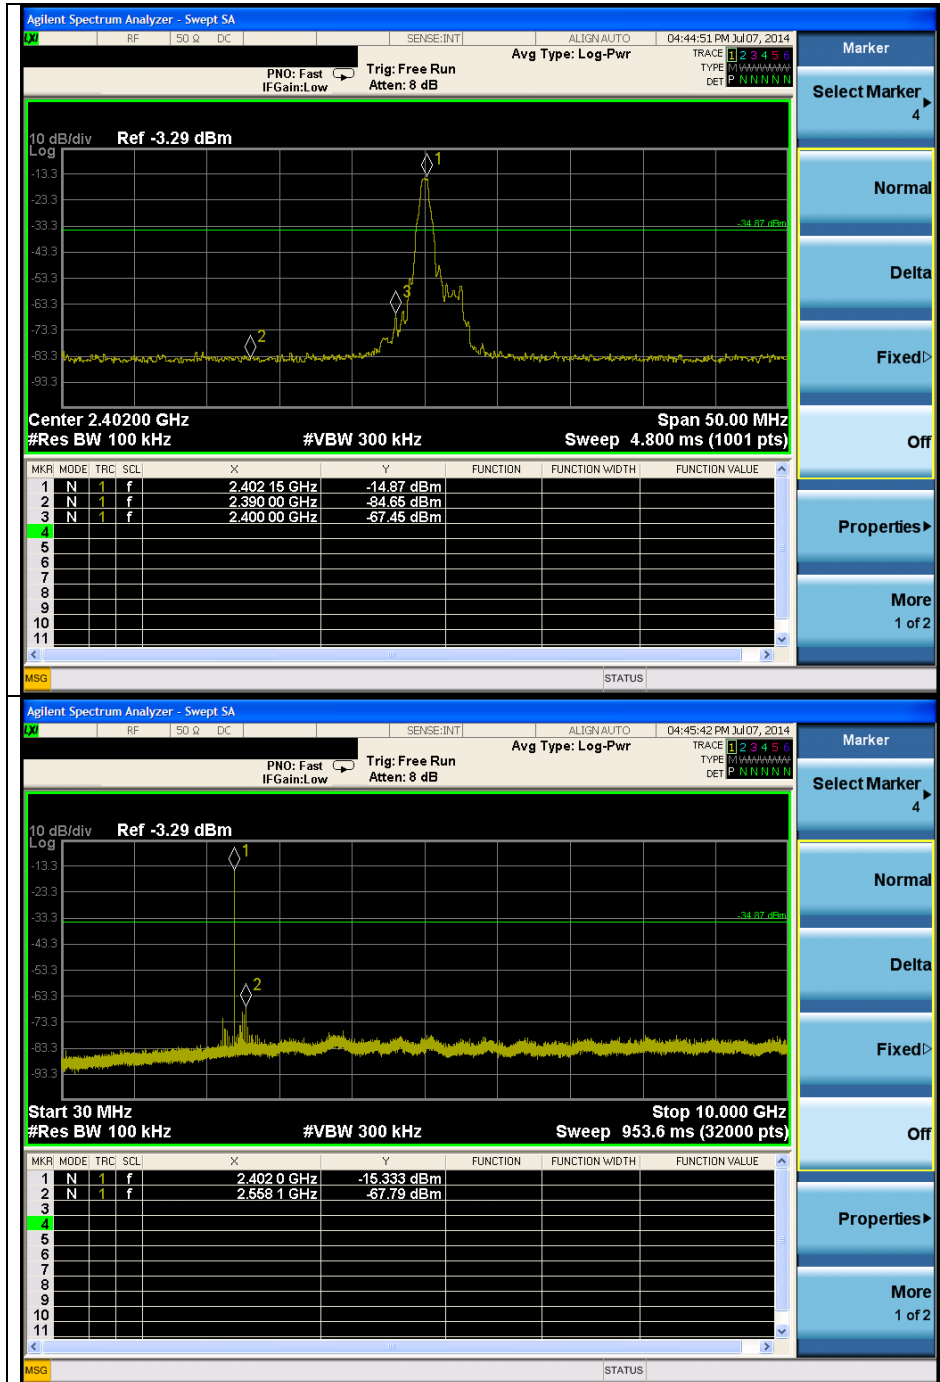 Agilent Spectrum Analyzer - Swept SA
LXI RF 50 Ω DC SENSE:INT ALIGN AUTO 04:44:51 PM Jul 07, 2014
Marker
Avg Type: Log-Pwr TRACE 1 2 3 4 5 6
PNO: Fast Trig: Free Run TYPE M WWWWW
IFGain:Low Atten: 8 dB DET P N N N N N
Select Marker
4
10 dB/div Ref -3.29 dBm
Log
1
-13.3
Normal
-23.3
-33.3
-34.87 dBm
-43.3
Delta
-53.3
3
-63.3
-73.3
2
-83.3
Fixed
-93.3
Center 2.40200 GHz Span 50.00 MHz
#Res BW 100 kHz #VBW 300 kHz Sweep 4.800 ms (1001 pts)
Off
MKR MODE TRC SCL X Y FUNCTION FUNCTION WIDTH FUNCTION VALUE
1 N 1 f 2.402 15 GHz -14.87 dBm
2 N 1 f 2.390 00 GHz -84.65 dBm
3 N 1 f 2.400 00 GHz -67.45 dBm
4
5
6
7
8
9
10
11
Properties
More
1 of 2
MSG STATUS
Agilent Spectrum Analyzer - Swept SA
LXI RF 50 Ω DC SENSE:INT ALIGN AUTO 04:45:42 PM Jul 07, 2014
Marker
Avg Type: Log-Pwr TRACE 1 2 3 4 5 6
PNO: Fast Trig: Free Run TYPE M WWWWW
IFGain:Low Atten: 8 dB DET P N N N N N
Select Marker
4
10 dB/div Ref -3.29 dBm
Log
1
-13.3
Normal
-23.3
-33.3
-34.87 dBm
-43.3
Delta
-53.3
2
-63.3
-73.3
-83.3
Fixed
-93.3
Start 30 MHz Stop 10.000 GHz
#Res BW 100 kHz #VBW 300 kHz Sweep 953.6 ms (32000 pts)
Off
MKR MODE TRC SCL X Y FUNCTION FUNCTION WIDTH FUNCTION VALUE
1 N 1 f 2.402 0 GHz -15.333 dBm
2 N 1 f 2.558 1 GHz -67.79 dBm
3
4
5
6
7
8
9
10
11
Properties
More
1 of 2
MSG STATUS